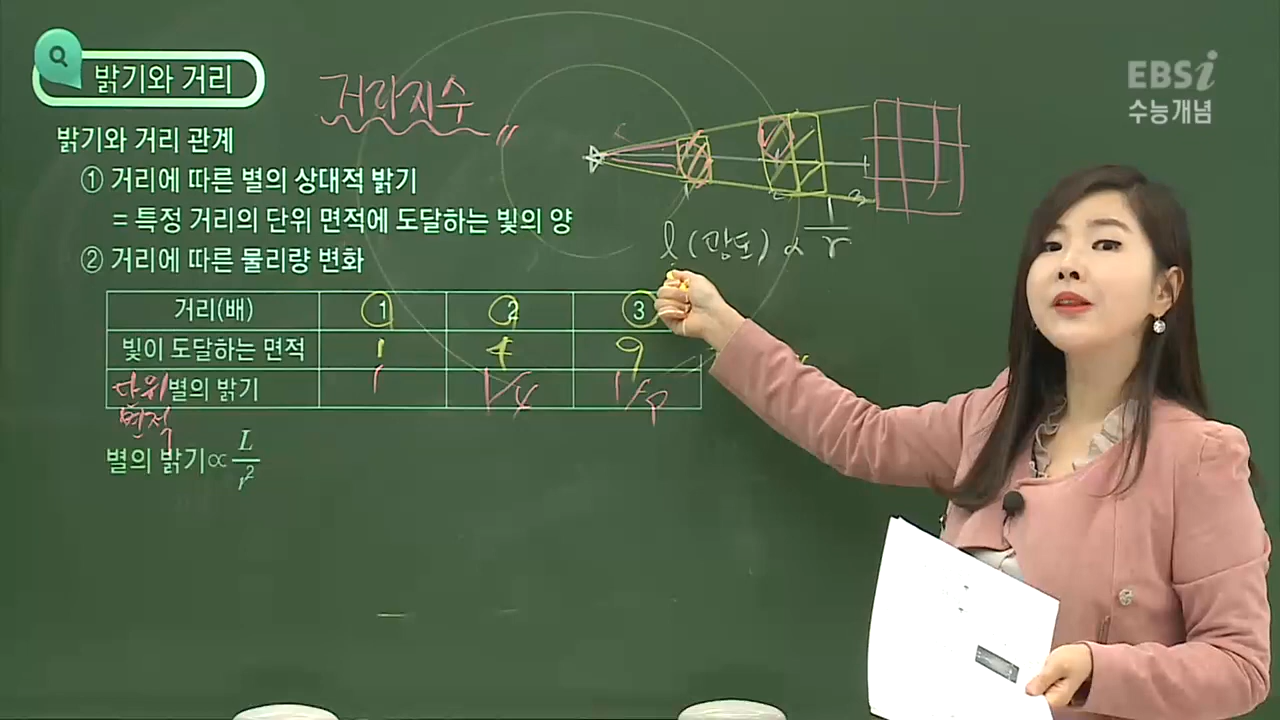 밝기와 거리
거리지수
EBSi
수능개념
밝기와 거리 관계
① 거리에 따른 별의 상대적 밝기
= 특정 거리의 단위 면적에 도달하는 빛의 양
② 거리에 따른 물리량 변화
l (광도) ∝ 1/r
거리(배) 1 2 3
빛이 도달하는 면적 1 4 9
단위면적 별의 밝기 1 1/4 1/9
별의 밝기∝ L/r²